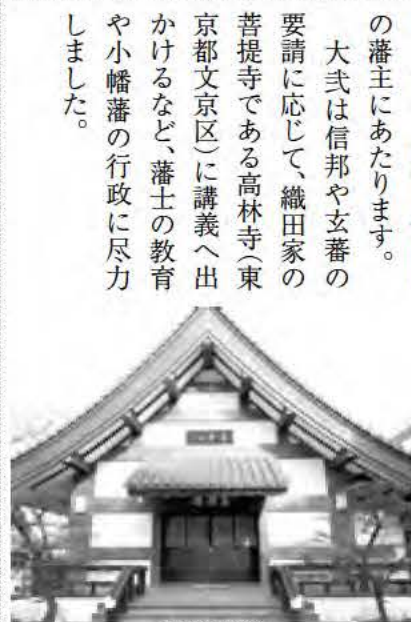 の藩主にあたります。
　大弐は信邦や玄蕃の
要請に応じて、織田家の
菩提寺である高林寺（東
京都文京区）に講義へ出
かけるなど、藩士の教育
や小幡藩の行政に尽力
しました。